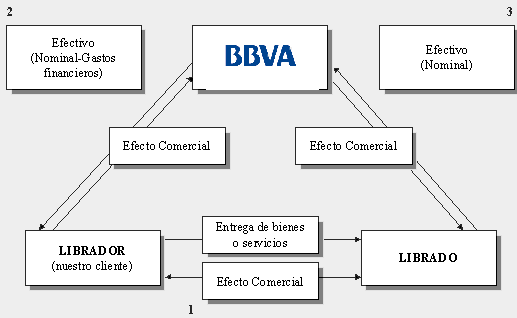 2
3
Efectivo
(Nominal-Gastos
financieros)
BBVA
Efectivo
(Nominal)
Efecto Comercial
Efecto Comercial
LIBRADOR
(nuestro cliente)
Entrega de bienes
o servicios
LIBRADO
Efecto Comercial
1